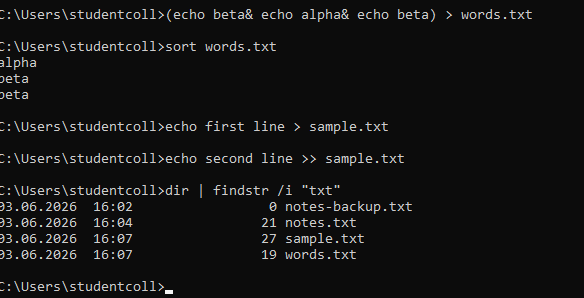 C:\Users\studentcoll>(echo beta& echo alpha& echo beta) > words.txt
C:\Users\studentcoll>sort words.txt
alpha
beta
beta
C:\Users\studentcoll>echo first line > sample.txt
C:\Users\studentcoll>echo second line >> sample.txt
C:\Users\studentcoll>dir | findstr /i "txt"
03.06.2026  16:02                 0 notes-backup.txt
03.06.2026  16:04                21 notes.txt
03.06.2026  16:07                27 sample.txt
03.06.2026  16:07                19 words.txt
C:\Users\studentcoll>